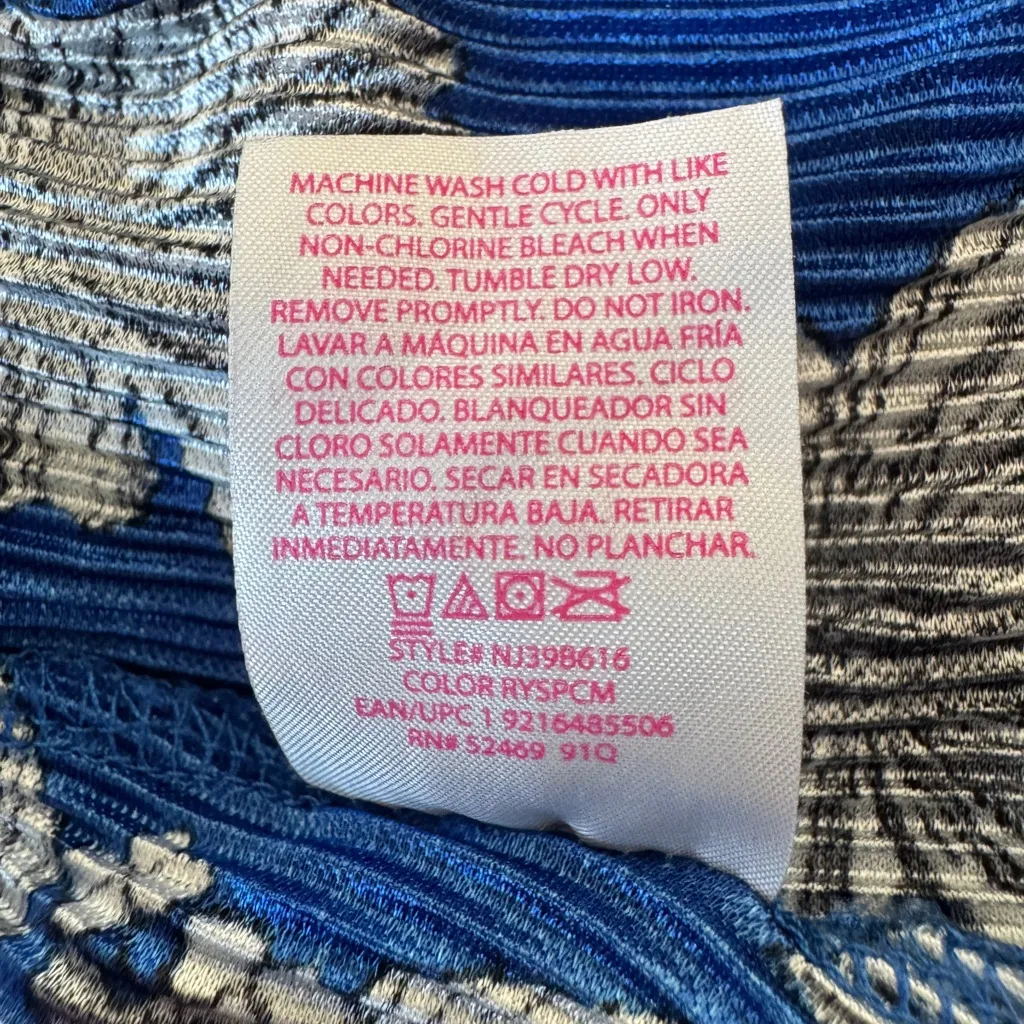 MACHINE WASH COLD WITH LIKE
COLORS. GENTLE CYCLE. ONLY
NON-CHLORINE BLEACH WHEN
NEEDED. TUMBLE DRY LOW.
REMOVE PROMPTLY. DO NOT IRON.
LAVAR A MÁQUINA EN AGUA FRÍA
CON COLORES SIMILARES. CICLO
DELICADO. BLANQUEADOR SIN
CLORO SOLAMENTE CUANDO SEA
NECESARIO. SECAR EN SECADORA
A TEMPERATURA BAJA. RETIRAR
INMEDIATAMENTE. NO PLANCHAR.
STYLE# NJ398616
COLOR RYSPCM
EAN/UPC 1 9216485506
RN# 52469 91Q